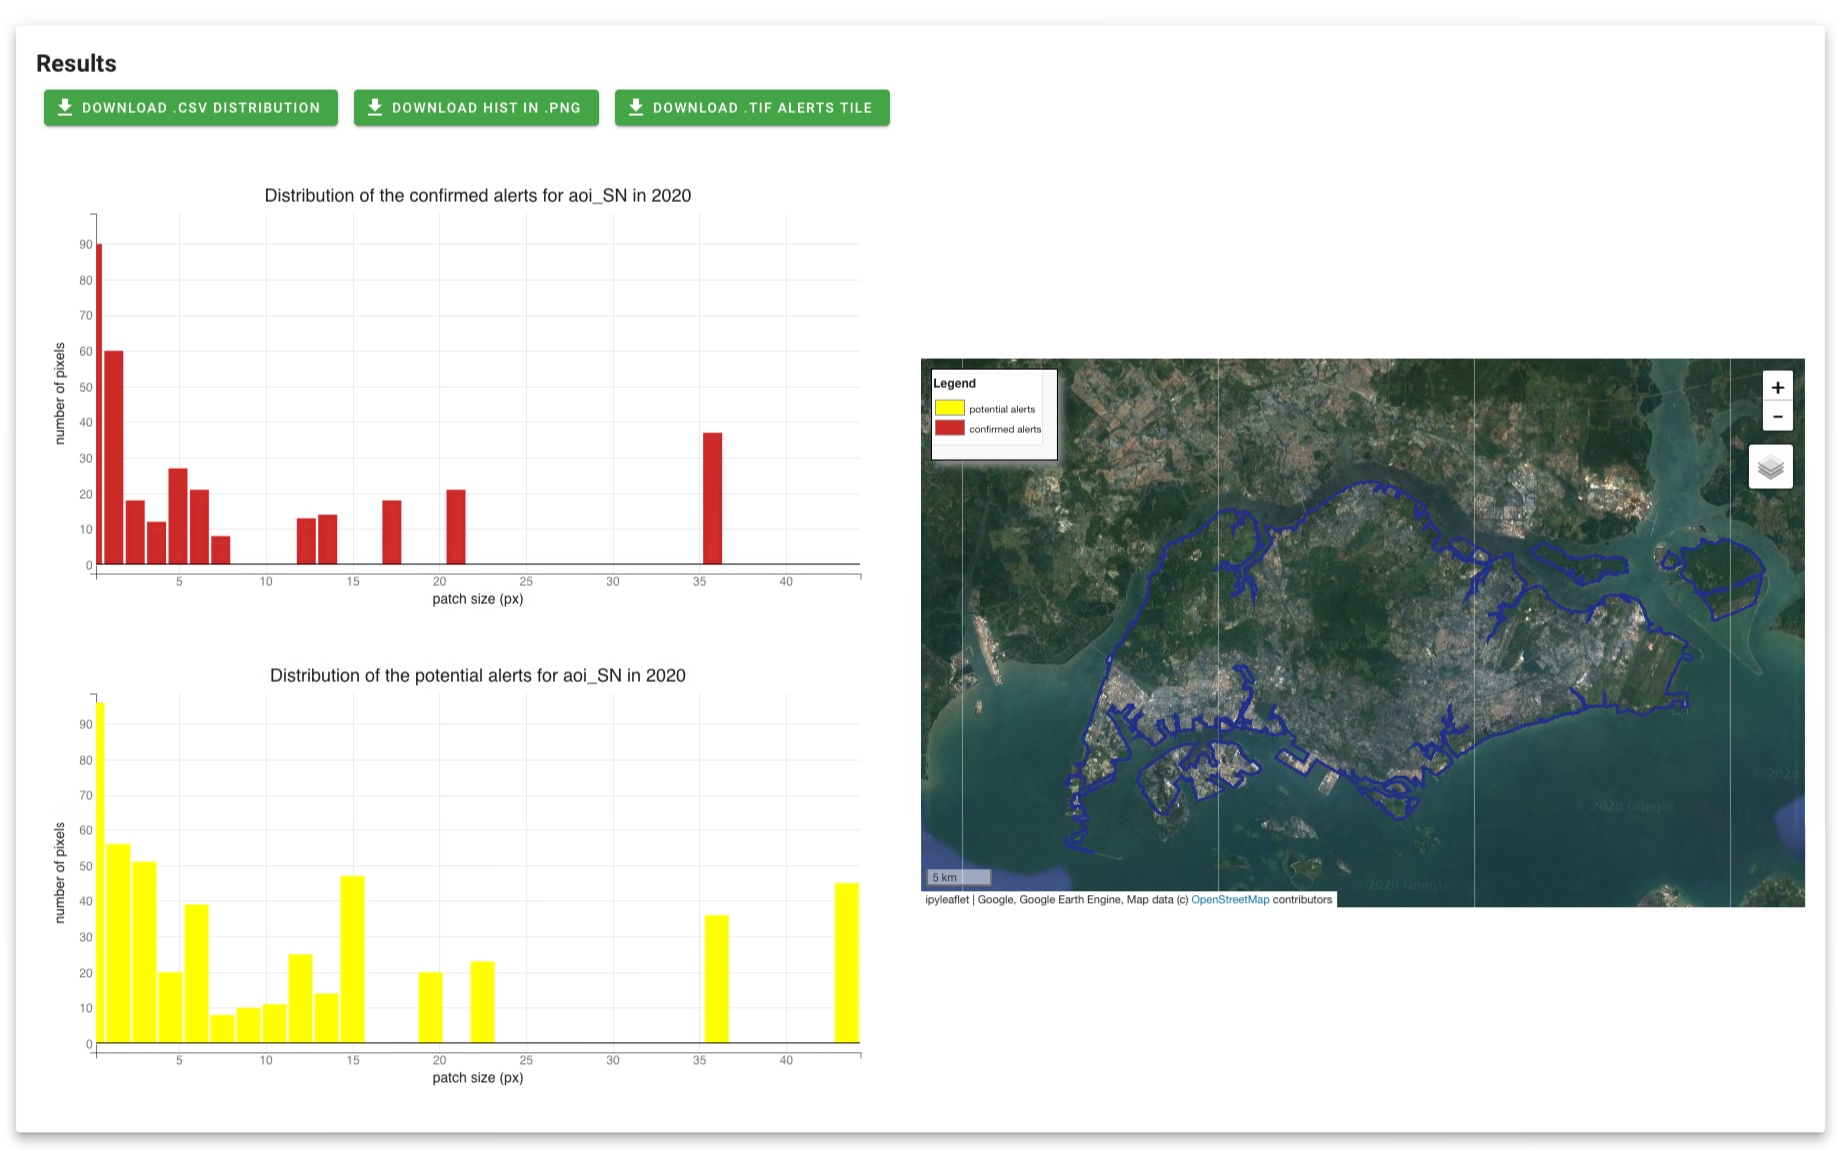 Results
DOWNLOAD .CSV DISTRIBUTION
DOWNLOAD HIST IN .PNG
DOWNLOAD .TIF ALERTS TILE
Distribution of the confirmed alerts for aoi_SN in 2020
90
80
70
60
50
40
30
20
10
0
number of pixels
5 10 15 20 25 30 35 40
patch size (px)
Distribution of the potential alerts for aoi_SN in 2020
90
80
70
60
50
40
30
20
10
0
number of pixels
5 10 15 20 25 30 35 40
patch size (px)
Legend
potential alerts
confirmed alerts
+
-
© 2020
© 2020 Google
© 2020 Google
5 km
ipyleaflet | Google, Google Earth Engine, Map data (c) OpenStreetMap contributors